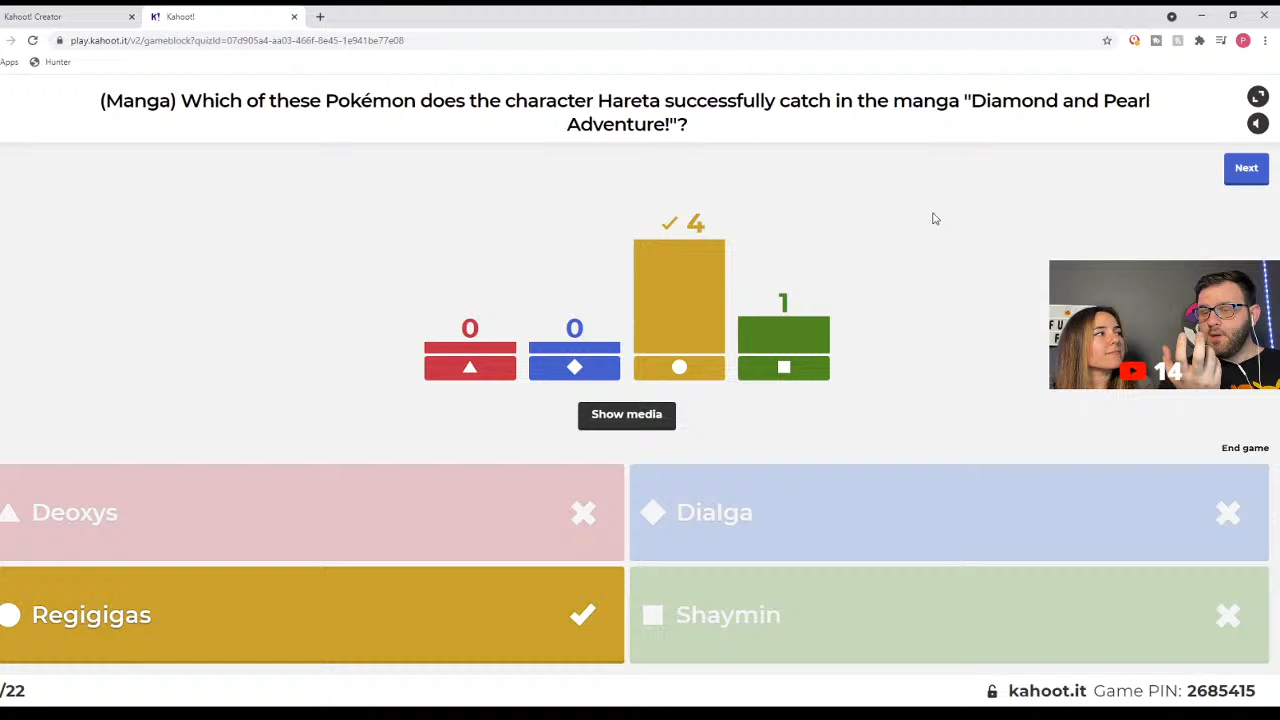 Kahoot! Creator
K! Kahoot!
play.kahoot.it/v2/gameblock?quizId=07d905a4-aa03-466f-8e45-1e941be77e08
P
Apps
Hunter
(Manga) Which of these Pokémon does the character Hareta successfully catch in the manga "Diamond and Pearl
Adventure!"?
Next
0
0
4
1
Show media
14
End game
Deoxys
Dialga
Regigigas
Shaymin
/22
kahoot.it Game PIN: 2685415